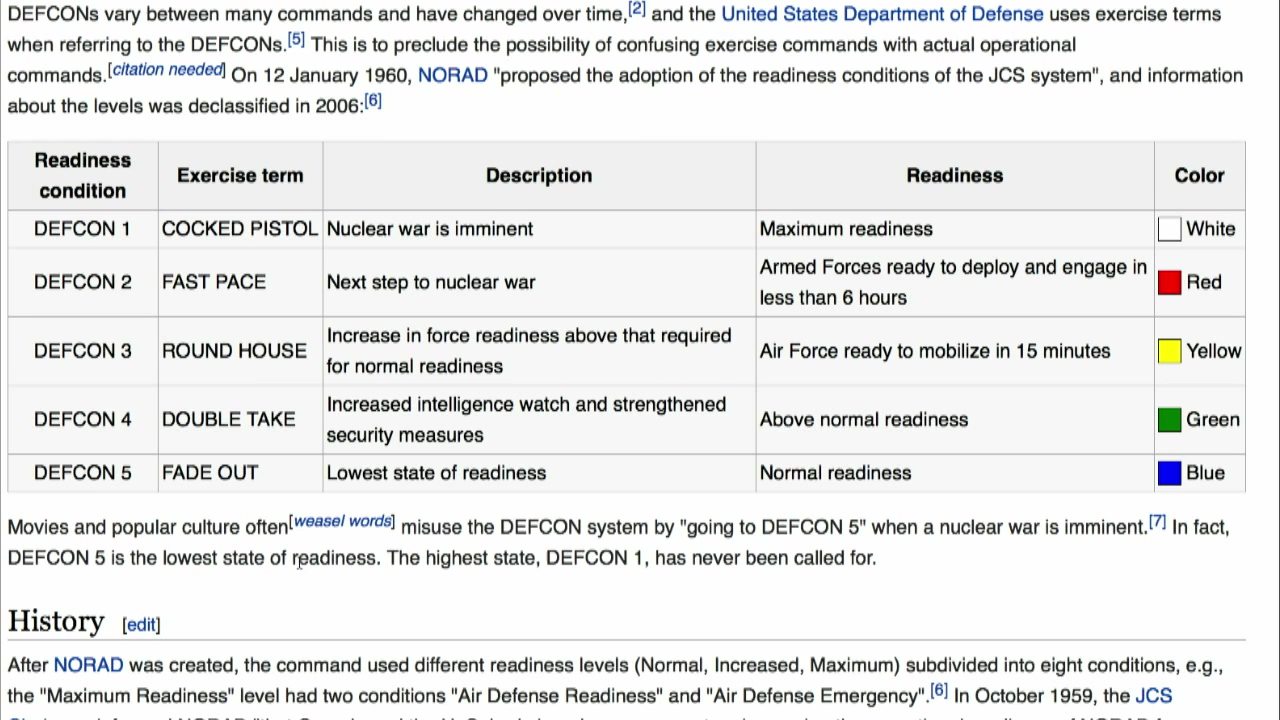 DEFCONs vary between many commands and have changed over time,[2] and the United States Department of Defense uses exercise terms
when referring to the DEFCONs.[5] This is to preclude the possibility of confusing exercise commands with actual operational
commands.[citation needed] On 12 January 1960, NORAD "proposed the adoption of the readiness conditions of the JCS system", and information
about the levels was declassified in 2006:[6]
Readiness
condition
Exercise term
Description
Readiness
Color
DEFCON 1
COCKED PISTOL
Nuclear war is imminent
Maximum readiness
White
DEFCON 2
FAST PACE
Next step to nuclear war
Armed Forces ready to deploy and engage in
less than 6 hours
Red
DEFCON 3
ROUND HOUSE
Increase in force readiness above that required
for normal readiness
Air Force ready to mobilize in 15 minutes
Yellow
DEFCON 4
DOUBLE TAKE
Increased intelligence watch and strengthened
security measures
Above normal readiness
Green
DEFCON 5
FADE OUT
Lowest state of readiness
Normal readiness
Blue
Movies and popular culture often[weasel words] misuse the DEFCON system by "going to DEFCON 5" when a nuclear war is imminent.[7] In fact,
DEFCON 5 is the lowest state of readiness. The highest state, DEFCON 1, has never been called for.
History [edit]
After NORAD was created, the command used different readiness levels (Normal, Increased, Maximum) subdivided into eight conditions, e.g.,
the "Maximum Readiness" level had two conditions "Air Defense Readiness" and "Air Defense Emergency".[6] In October 1959, the JCS